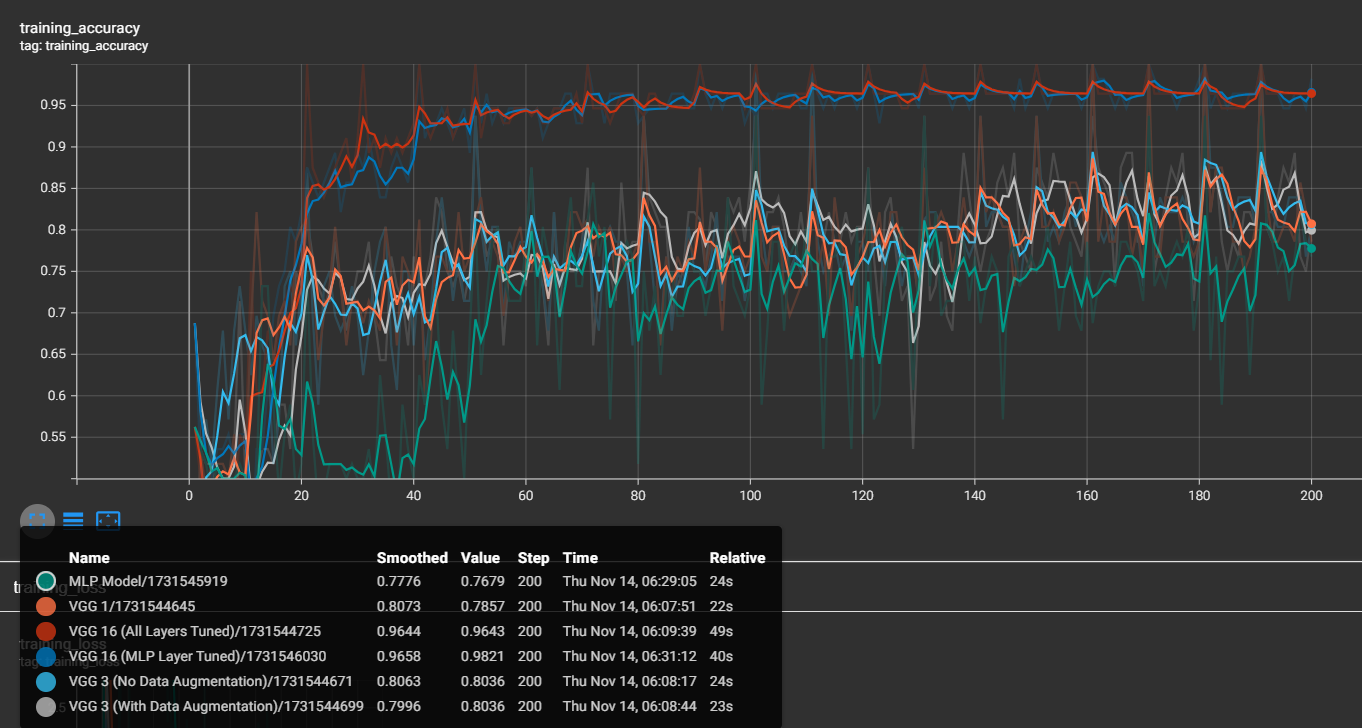 training_accuracy
tag: training_accuracy
0.95
0.9
0.85
0.8
0.75
0.7
0.65
0.6
0.55
0 20 40 60 80 100 120 140 160 180 200
Name Smoothed Value Step Time Relative
MLP Model/1731545919 0.7776 0.7679 200 Thu Nov 14, 06:29:05 24s
training_loss
VGG 1/1731544645 0.8073 0.7857 200 Thu Nov 14, 06:07:51 22s
VGG 16 (All Layers Tuned)/1731544725 0.9644 0.9643 200 Thu Nov 14, 06:09:39 49s
training_loss
VGG 16 (MLP Layer Tuned)/1731546030 0.9658 0.9821 200 Thu Nov 14, 06:31:12 40s
tag: training_loss
VGG 3 (No Data Augmentation)/1731544671 0.8063 0.8036 200 Thu Nov 14, 06:08:17 24s
VGG 3 (With Data Augmentation)/1731544699 0.7996 0.8036 200 Thu Nov 14, 06:08:44 23s